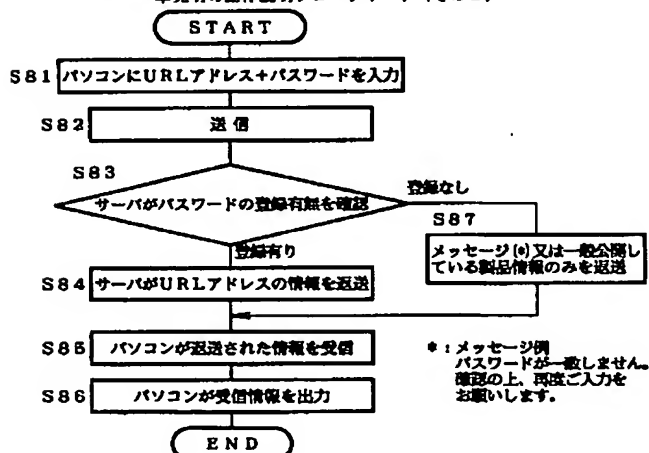 START
S81 パソコンにURLアドレス+パスワードを入力
S82 送信
S83
サーバがパスワードの登録有無を確認
登録なし
S87
メッセージ(*)又は一般公開し
ている製品情報のみを返送
登録有り
S84 サーバがURLアドレスの情報を返送
S85 パソコンが返送された情報を受信
S86 パソコンが受信情報を出力
*:メッセージ例
パスワードが一致しません。
確認の上、再度ご入力を
お願いします。
END